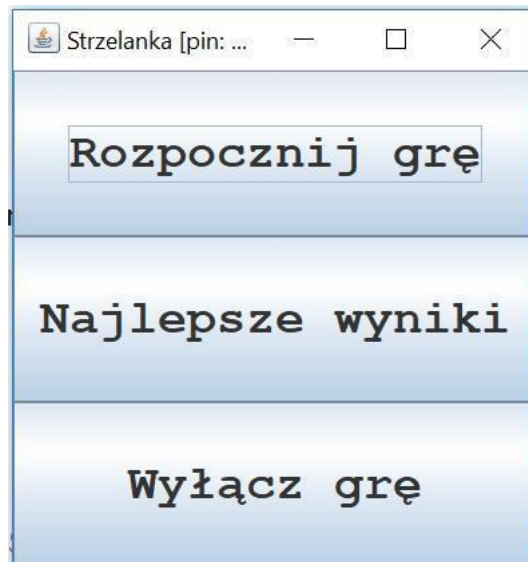 Strzelanka [pin: ...
Rozpocznij grę
Najlepsze wyniki
Wyłącz grę